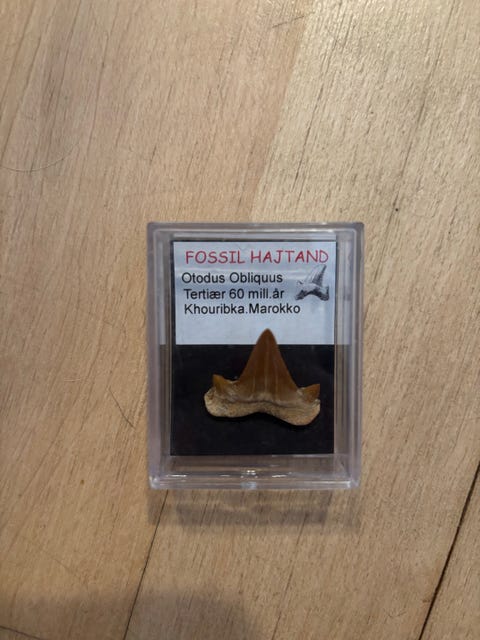 FOSSIL HAJTAND
Otodus Obliquus
Tertiær 60 mill.år
Khouribka.Marokko